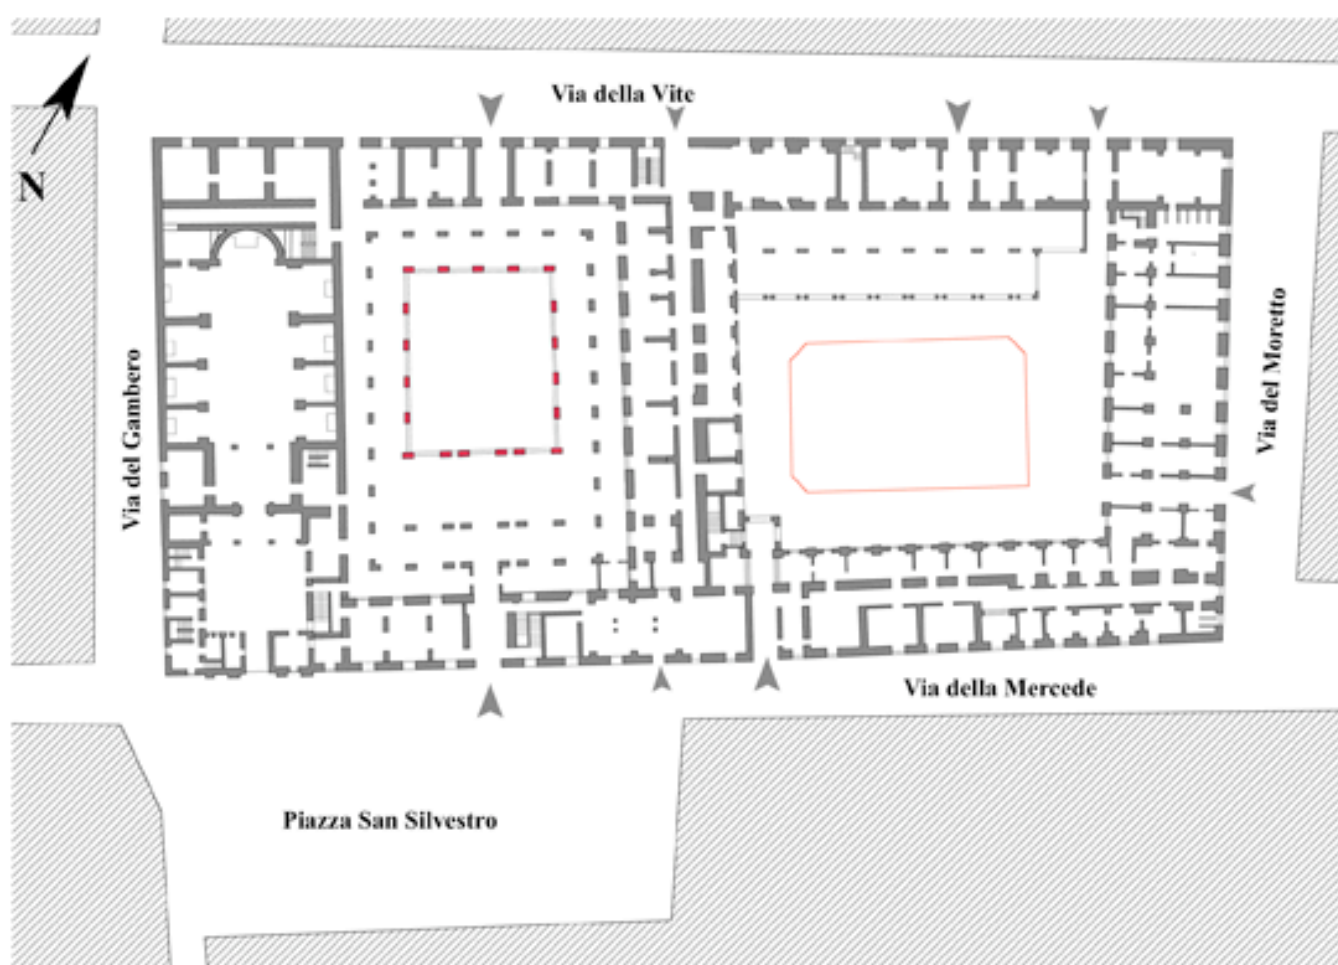 Via della Vite
N
Via del Gambero
Via del Moretto
Via della Mercede
Piazza San Silvestro